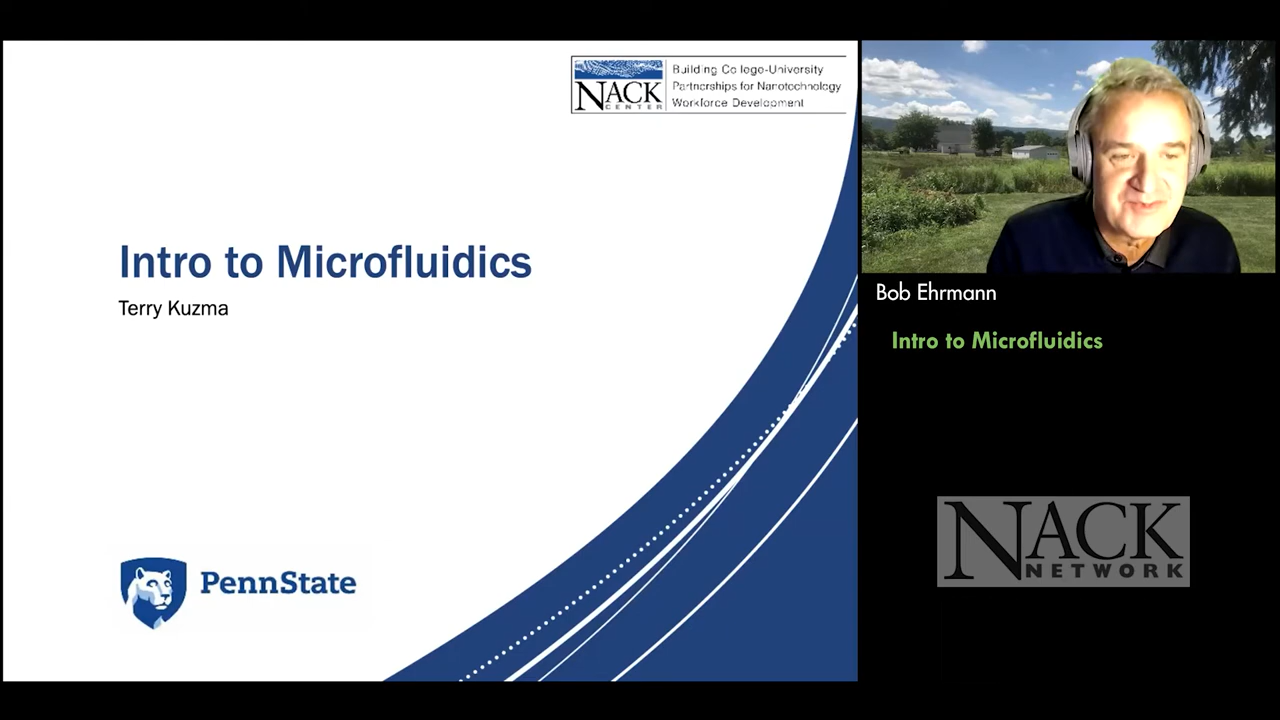 NACK
CENTER
Building College-University
Partnerships for Nanotechnology
Workforce Development
Intro to Microfluidics
Terry Kuzma
PennState
Bob Ehrmann
Intro to Microfluidics
NACK
NETWORK